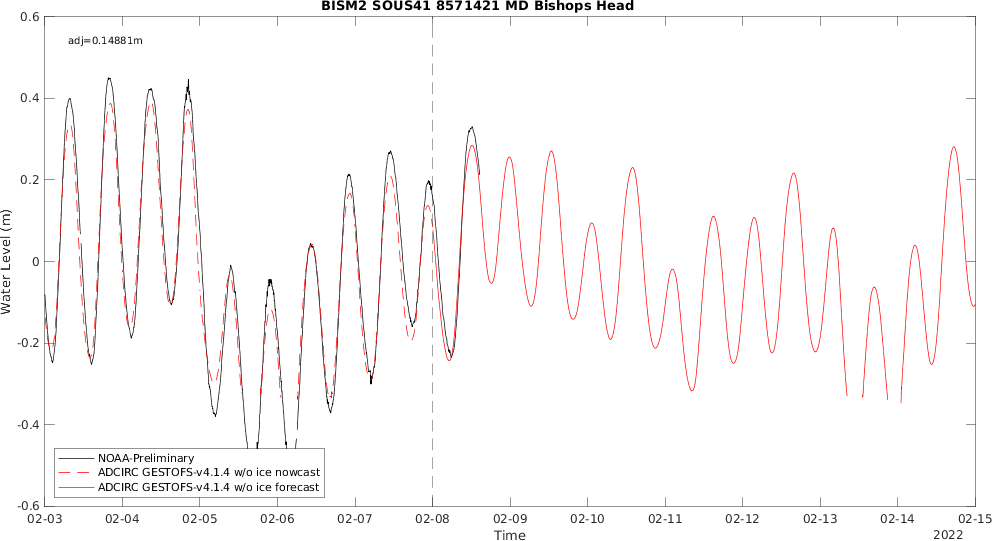 BISM2 SOUS41 8571421 MD Bishops Head
adj=0.14881m
Water Level (m)
0.6
0.4
0.2
0
-0.2
-0.4
-0.6
NOAA-Preliminary
ADCIRC GESTOFS-v4.1.4 w/o ice nowcast
ADCIRC GESTOFS-v4.1.4 w/o ice forecast
02-03 02-04 02-05 02-06 02-07 02-08 02-09 02-10 02-11 02-12 02-13 02-14 02-15
Time
2022